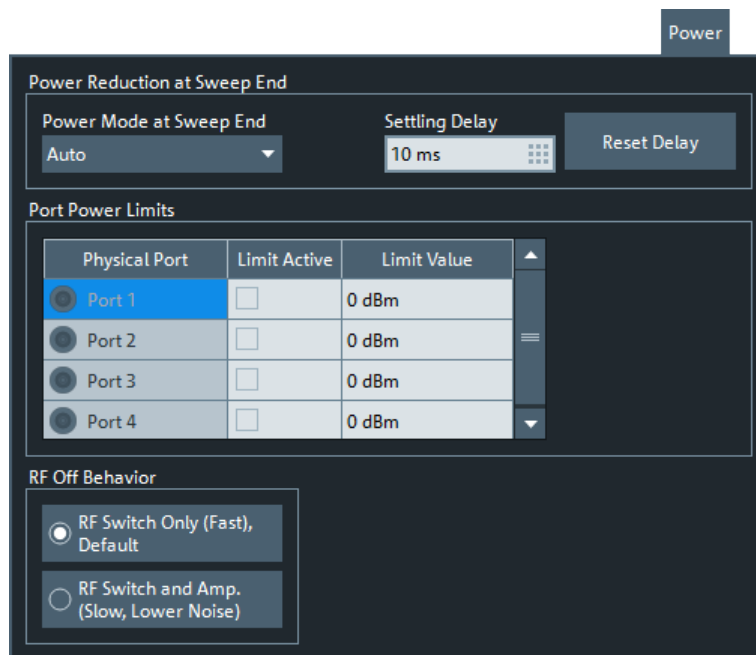 Power
Power Reduction at Sweep End
Power Mode at Sweep End
Settling Delay
Auto
10 ms
Reset Delay
Port Power Limits
Physical Port Limit Active Limit Value
Port 1 0 dBm
Port 2 0 dBm
Port 3 0 dBm
Port 4 0 dBm
RF Off Behavior
RF Switch Only (Fast),
Default
RF Switch and Amp.
(Slow, Lower Noise)